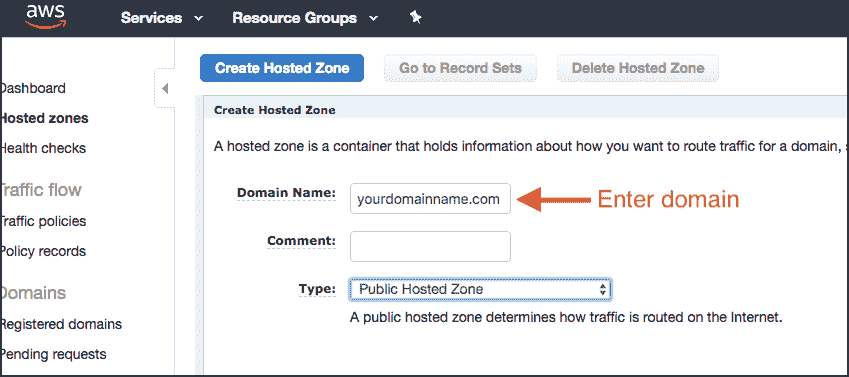 aws
Services Resource Groups
Create Hosted Zone Go to Record Sets Delete Hosted Zone
Dashboard
Hosted zones
Health checks
Traffic flow
Traffic policies
Policy records
Domains
Registered domains
Pending requests
Create Hosted Zone
A hosted zone is a container that holds information about how you want to route traffic for a domain,
Domain Name: yourdomainname.com Enter domain
Comment:
Type: Public Hosted Zone
A public hosted zone determines how traffic is routed on the Internet.